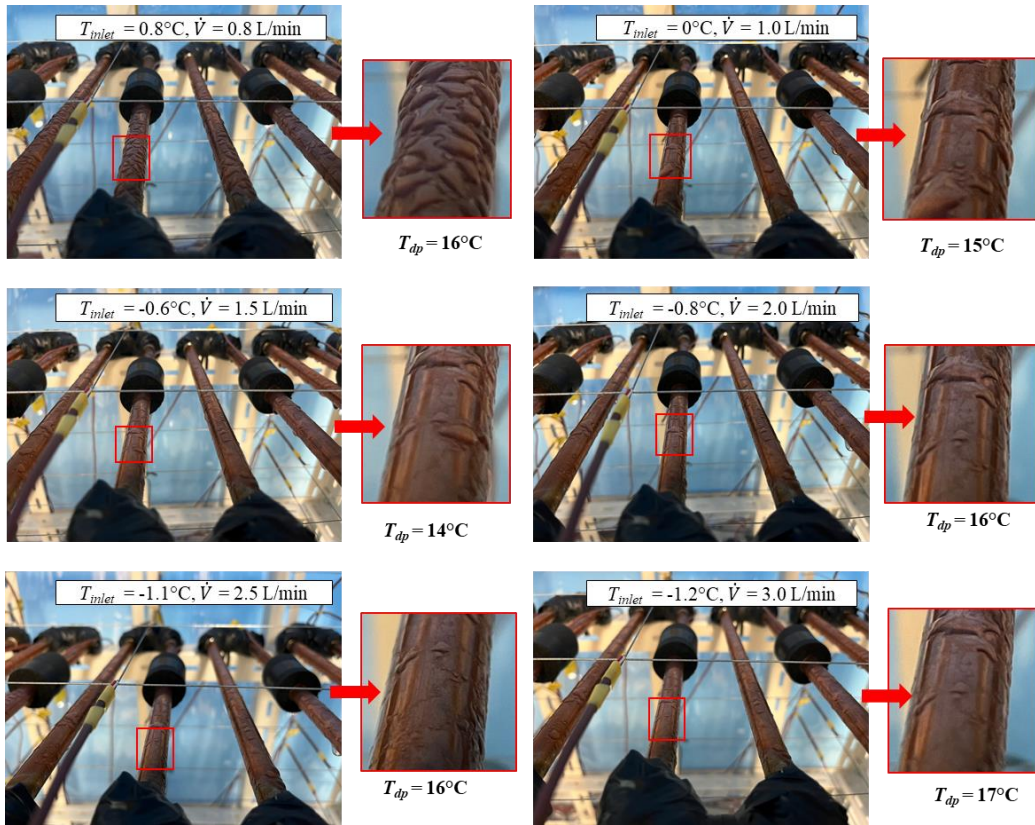 T_inlet = 0.8°C, V̇ = 0.8 L/min
T_dp = 16°C
T_inlet = 0°C, V̇ = 1.0 L/min
T_dp = 15°C
T_inlet = -0.6°C, V̇ = 1.5 L/min
T_dp = 14°C
T_inlet = -0.8°C, V̇ = 2.0 L/min
T_dp = 16°C
T_inlet = -1.1°C, V̇ = 2.5 L/min
T_dp = 16°C
T_inlet = -1.2°C, V̇ = 3.0 L/min
T_dp = 17°C